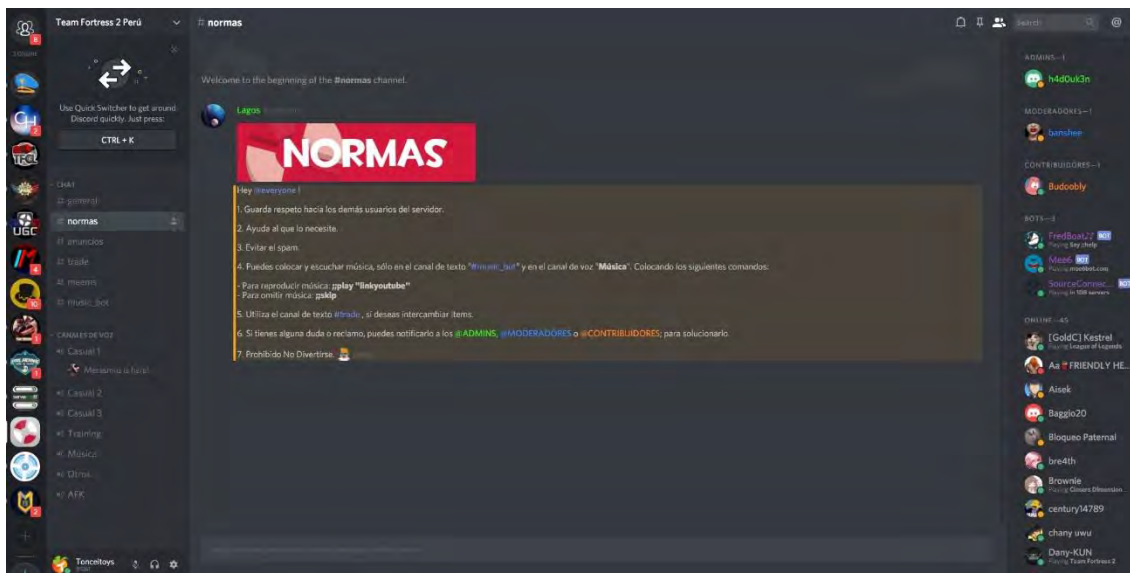 Team Fortress 2 Perú
# normas
Search
Use Quick Switcher to get around
Discord quickly. Just press:
CTRL + K
CHAT
# general
# normas
# anuncios
# trade
# meems
# music_bot
CANALES DE VOZ
Casual 1
Merasmus is here!
Casual 2
Casual 3
Training
Música
Otros
AFK
Tonceitoys
Welcome to the beginning of the #normas channel.
Lagos
NORMAS
Hey @everyone !
1. Guarda respeto hacia los demás usuarios del servidor.
2. Ayuda al que lo necesite.
3. Evitar el spam.
4. Puedes colocar y escuchar música, sólo en el canal de texto "#music_bot" y en el canal de voz "Música". Colocando los siguientes comandos:
- Para reproducir música: ;;play "linkyoutube"
- Para omitir música: ;;skip
5. Utiliza el canal de texto #trade , si deseas intercambiar items.
6. Si tienes alguna duda o reclamo, puedes notificarlo a los @ADMINS, @MODERADORES o @CONTRIBUIDORES; para solucionarlo.
7. Prohibido No Divertirse.
ADMINS—1
h4dOuk3n
MODERADORES—1
banshee
CONTRIBUIDORES—1
Budoobly
BOTS—3
FredBoat♪♪ BOT
Playing Say ;;help
Mee6 BOT
Playing mee6bot.com
SourceConnec... BOT
ONLINE—45
[GoldC] Kestrel
Playing League of Legends
Aa FRIENDLY HE...
Aisek
Baggio20
Bloqueo Paternal
bre4th
Brownie
century14789
chany uwu
Dany-KUN
Playing Team Fortress 2
UGC